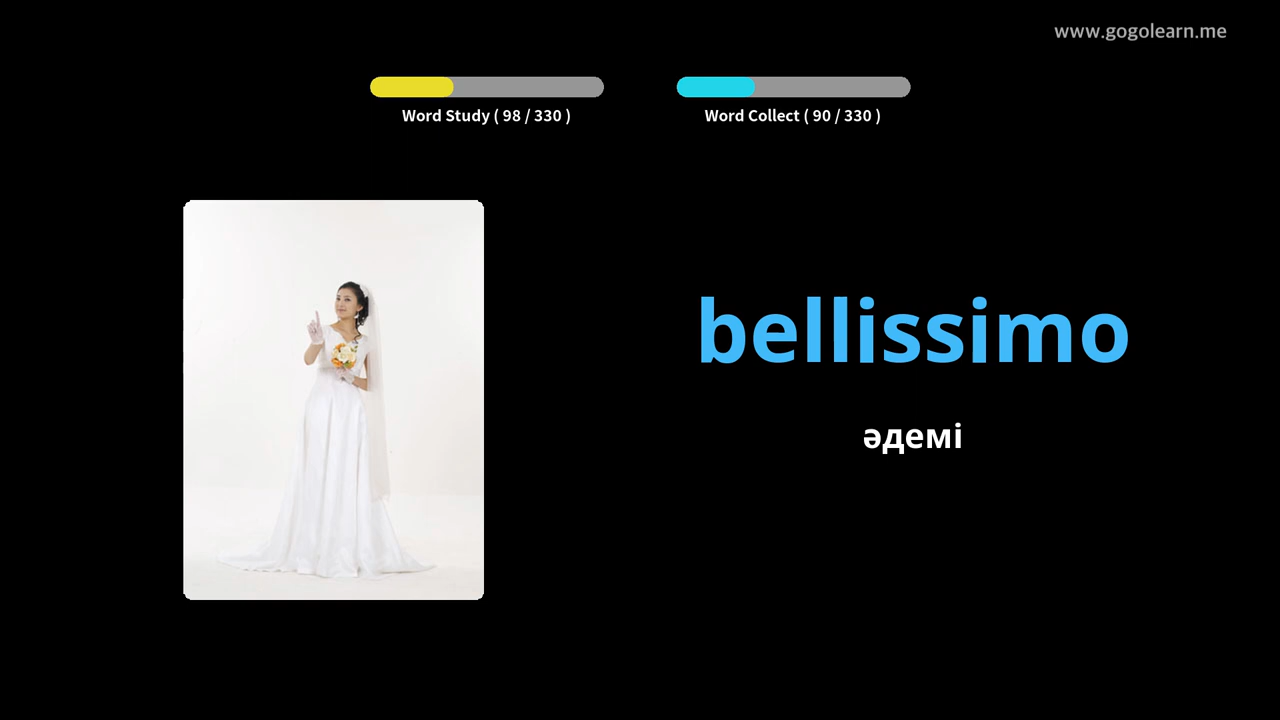 www.gogolearn.me
Word Study ( 98 / 330 )
Word Collect ( 90 / 330 )
bellissimo
әдемі